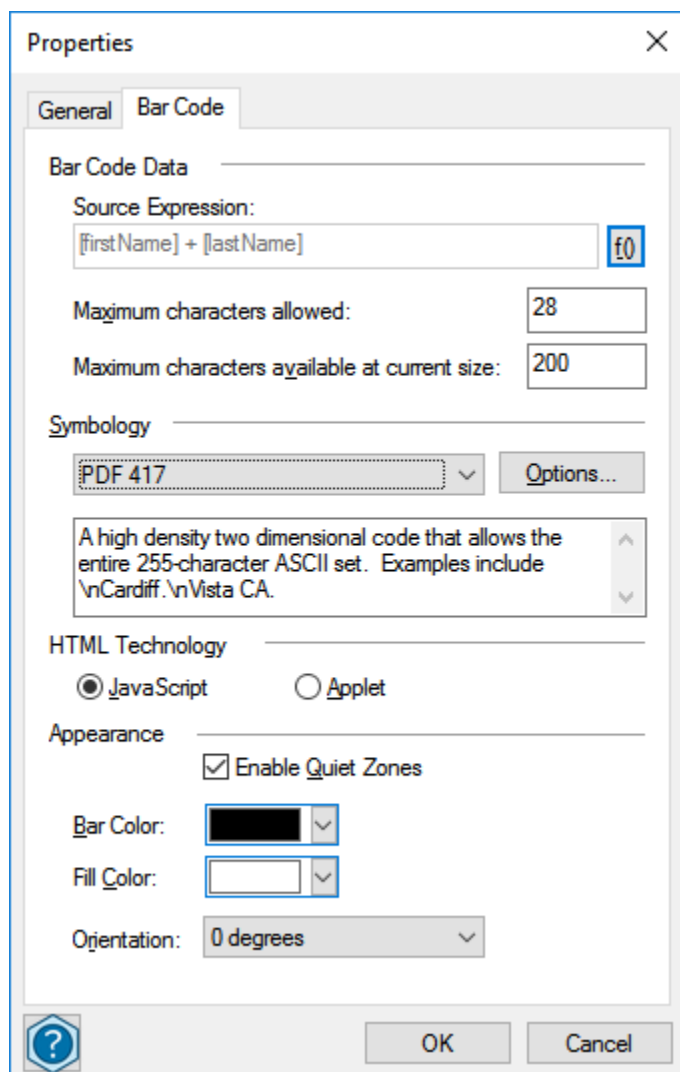 Properties
General
Bar Code
Bar Code Data
Source Expression:
[firstName] + [lastName]
f()
Maximum characters allowed:
28
Maximum characters available at current size:
200
Symbology
PDF 417
Options...
A high density two dimensional code that allows the
entire 255-character ASCII set.  Examples include
\nCardiff.\nVista CA.
HTML Technology
JavaScript
Applet
Appearance
Enable Quiet Zones
Bar Color:
Fill Color:
Orientation:
0 degrees
?
OK
Cancel